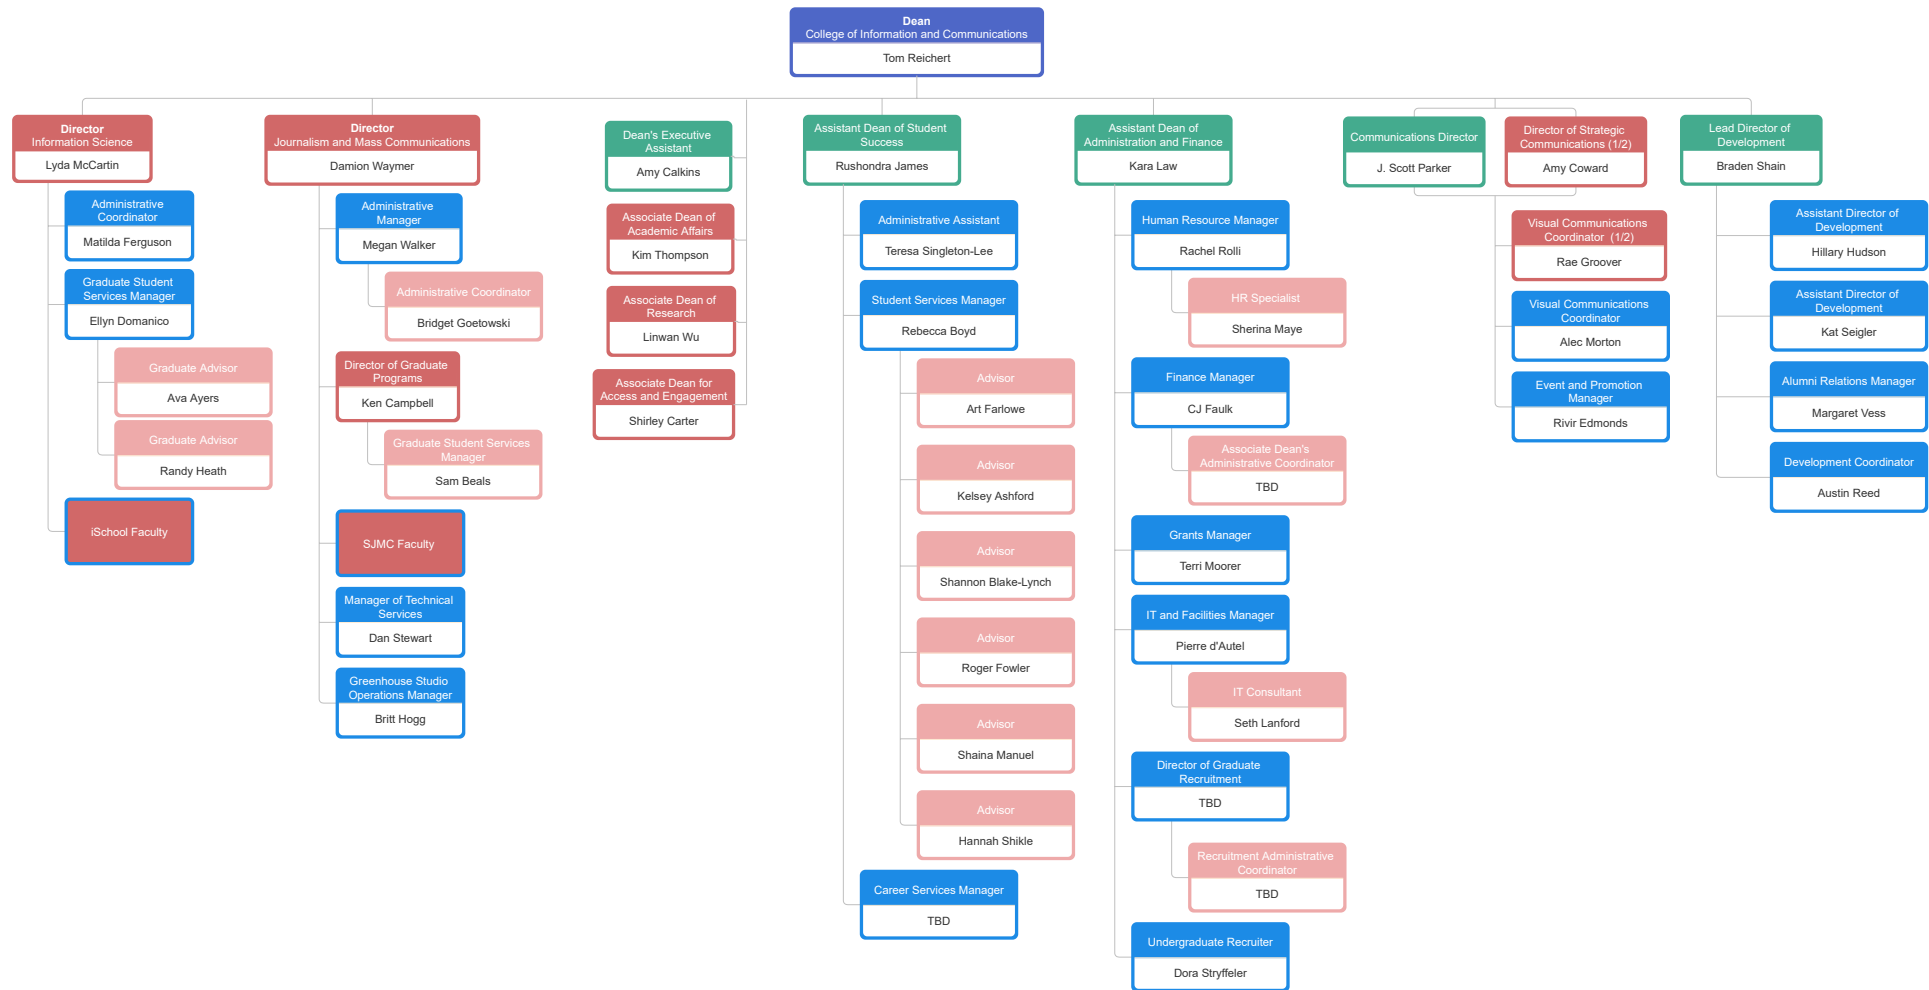 Dean
College of Information and Communications
Tom Reichert
Director
Information Science
Lyda McCartin
Administrative
Coordinator
Matilda Ferguson
Graduate Student
Services Manager
Ellyn Domanico
Graduate Advisor
Ava Ayers
Graduate Advisor
Randy Heath
iSchool Faculty
Director
Journalism and Mass Communications
Damion Waymer
Administrative
Manager
Megan Walker
Administrative Coordinator
Bridget Goetowski
Director of Graduate
Programs
Ken Campbell
Graduate Student Services
Manager
Sam Beals
SJMC Faculty
Manager of Technical
Services
Dan Stewart
Greenhouse Studio
Operations Manager
Britt Hogg
Dean's Executive
Assistant
Amy Calkins
Associate Dean of
Academic Affairs
Kim Thompson
Associate Dean of
Research
Linwan Wu
Associate Dean for
Access and Engagement
Shirley Carter
Assistant Dean of Student
Success
Rushondra James
Administrative Assistant
Teresa Singleton-Lee
Student Services Manager
Rebecca Boyd
Advisor
Art Farlowe
Advisor
Kelsey Ashford
Advisor
Shannon Blake-Lynch
Advisor
Roger Fowler
Advisor
Shaina Manuel
Advisor
Hannah Shikle
Career Services Manager
TBD
Assistant Dean of
Administration and Finance
Kara Law
Human Resource Manager
Rachel Rolli
HR Specialist
Sherina Maye
Finance Manager
CJ Faulk
Associate Dean's
Administrative Coordinator
TBD
Grants Manager
Terri Moorer
IT and Facilities Manager
Pierre d'Autel
IT Consultant
Seth Lanford
Director of Graduate
Recruitment
TBD
Recruitment Administrative
Coordinator
TBD
Undergraduate Recruiter
Dora Stryffeler
Communications Director
J. Scott Parker
Director of Strategic
Communications (1/2)
Amy Coward
Visual Communications
Coordinator (1/2)
Rae Groover
Visual Communications
Coordinator
Alec Morton
Event and Promotion
Manager
Rivir Edmonds
Lead Director of
Development
Braden Shain
Assistant Director of
Development
Hillary Hudson
Assistant Director of
Development
Kat Seigler
Alumni Relations Manager
Margaret Vess
Development Coordinator
Austin Reed